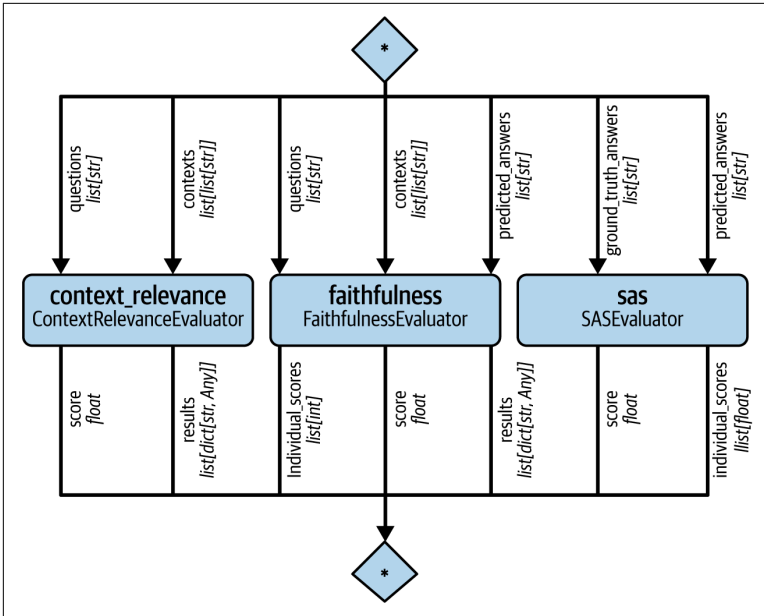 *
questions
list[str]
contexts
list[list[str]]
questions
list[str]
contexts
list[list[str]]
predicted_answers
list[str]
ground_truth_answers
list[str]
predicted_answers
list[str]
context_relevance
ContextRelevanceEvaluator
faithfulness
FaithfulnessEvaluator
sas
SASEvaluator
score
float
results
list[dict[str, Any]]
Individual_scores
list[int]
score
float
results
list[dict[str, Any]]
score
float
individual_scores
llist[float]
*